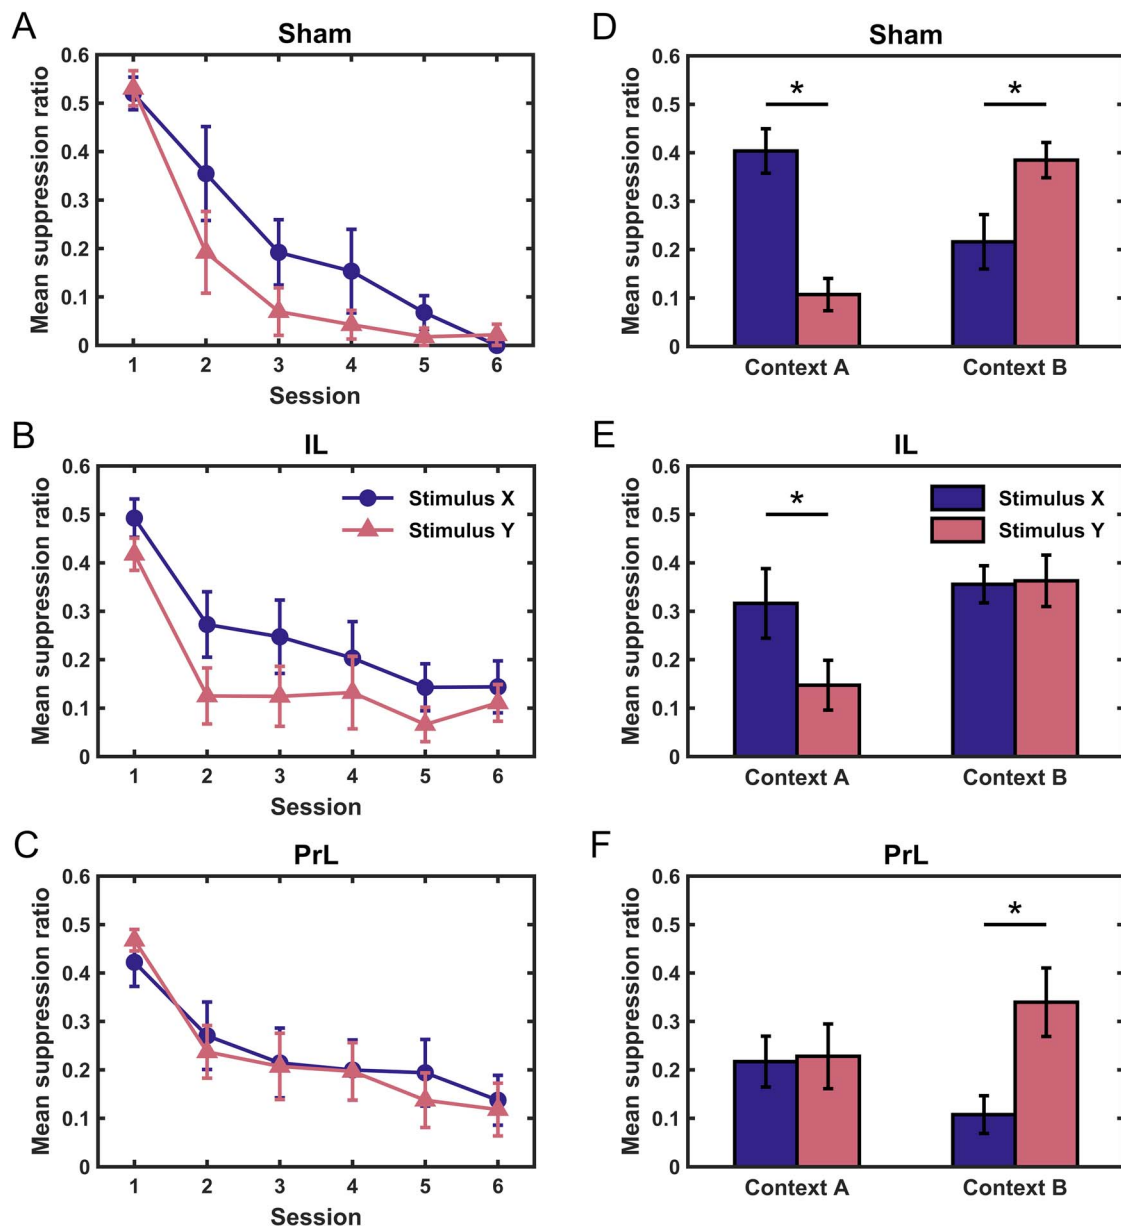 A
Sham
Mean suppression ratio
0.6
0.5
0.4
0.3
0.2
0.1
0
1 2 3 4 5 6
Session
D
Sham
Mean suppression ratio
0.6
0.5
0.4
0.3
0.2
0.1
0
* *
Context A Context B
B
IL
Mean suppression ratio
0.6
0.5
0.4
0.3
0.2
0.1
0
Stimulus X
Stimulus Y
1 2 3 4 5 6
Session
E
IL
Mean suppression ratio
0.6
0.5
0.4
0.3
0.2
0.1
0
*
Stimulus X
Stimulus Y
Context A Context B
C
PrL
Mean suppression ratio
0.6
0.5
0.4
0.3
0.2
0.1
0
1 2 3 4 5 6
Session
F
PrL
Mean suppression ratio
0.6
0.5
0.4
0.3
0.2
0.1
0
*
Context A Context B